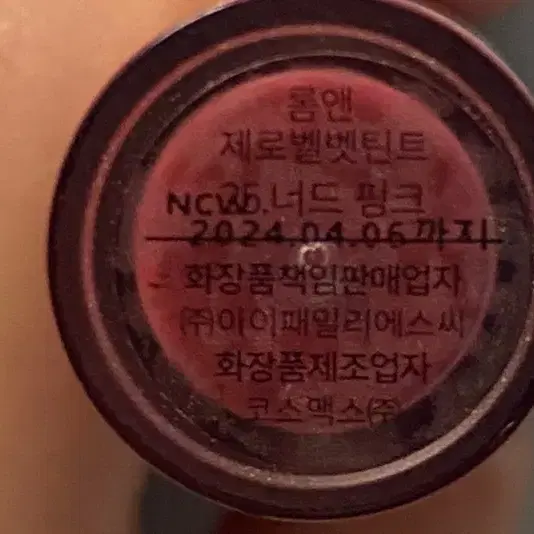 롬앤
제로벨벳틴트
25.너드 핑크
NCW
2024.04.06까지
화장품책임판매업자
㈜아이패밀리에스씨
화장품제조업자
코스맥스㈜